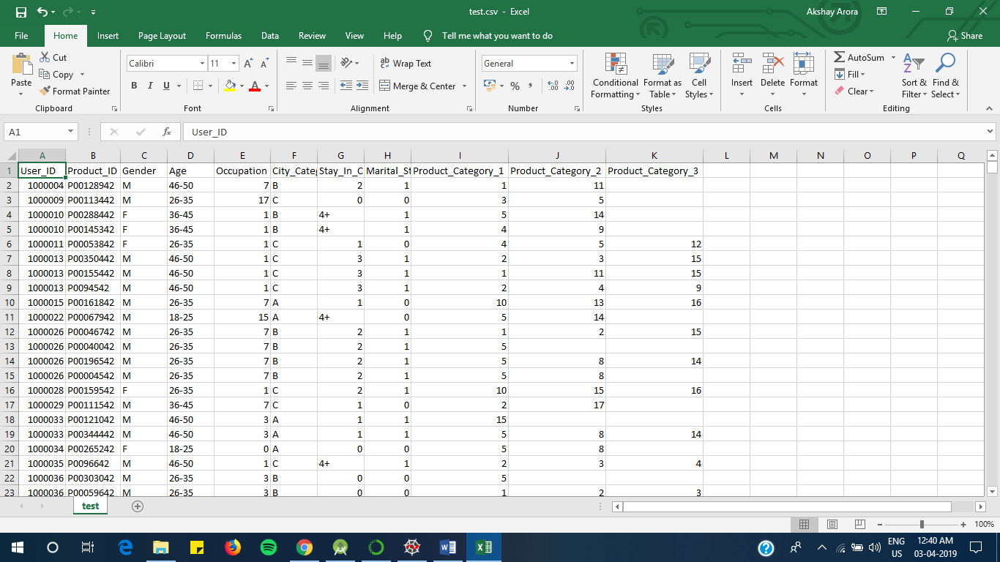 test.csv - Excel
Akshay Arora
File Home Insert Page Layout Formulas Data Review View Help Tell me what you want to do Share
Paste
Cut
Copy
Format Painter
Clipboard
Calibri 11
B I U A
Font
Wrap Text
Merge & Center
Alignment
General
% ,
Number
Conditional Formatting
Format as Table
Cell Styles
Styles
Insert Delete Format
Cells
AutoSum
Fill
Clear
Sort & Filter
Find & Select
Editing
A1 fx User_ID
A B C D E F G H I J K L M N O P Q
1 User_ID Product_ID Gender Age Occupation City_Cate Stay_In_C Marital_St Product_Category_1 Product_Category_2 Product_Category_3
2 1000004 P00128942 M 46-50 7 B 2 1 1 11
3 1000009 P00113442 M 26-35 17 C 0 0 3 5
4 1000010 P00288442 F 36-45 1 B 4+ 1 5 14
5 1000010 P00145342 F 36-45 1 B 4+ 1 4 9
6 1000011 P00053842 F 26-35 1 C 1 0 4 5 12
7 1000013 P00350442 M 46-50 1 C 3 1 2 3 15
8 1000013 P00155442 M 46-50 1 C 3 1 1 11 15
9 1000013 P0094542 M 46-50 1 C 3 1 2 4 9
10 1000015 P00161842 M 26-35 7 A 1 0 10 13 16
11 1000022 P00067942 M 18-25 15 A 4+ 0 5 14
12 1000026 P00046742 M 26-35 7 B 2 1 1 2 15
13 1000026 P00040042 M 26-35 7 B 2 1 5
14 1000026 P00196542 M 26-35 7 B 2 1 5 8 14
15 1000026 P00004542 M 26-35 7 B 2 1 5 8
16 1000028 P00159542 F 26-35 1 C 2 1 10 15 16
17 1000029 P00111542 M 36-45 7 C 1 0 2 17
18 1000033 P00121042 M 46-50 3 A 1 1 15
19 1000033 P00344442 M 46-50 3 A 1 1 5 8 14
20 1000034 P00265242 F 18-25 0 A 0 0 5 8
21 1000035 P0096642 M 46-50 1 C 4+ 1 2 3 4
22 1000036 P00303042 M 26-35 3 B 0 0 5
23 1000036 P00059642 M 26-35 3 B 0 0 1 2 3
test
100%
ENG
US
12:40 AM
03-04-2019